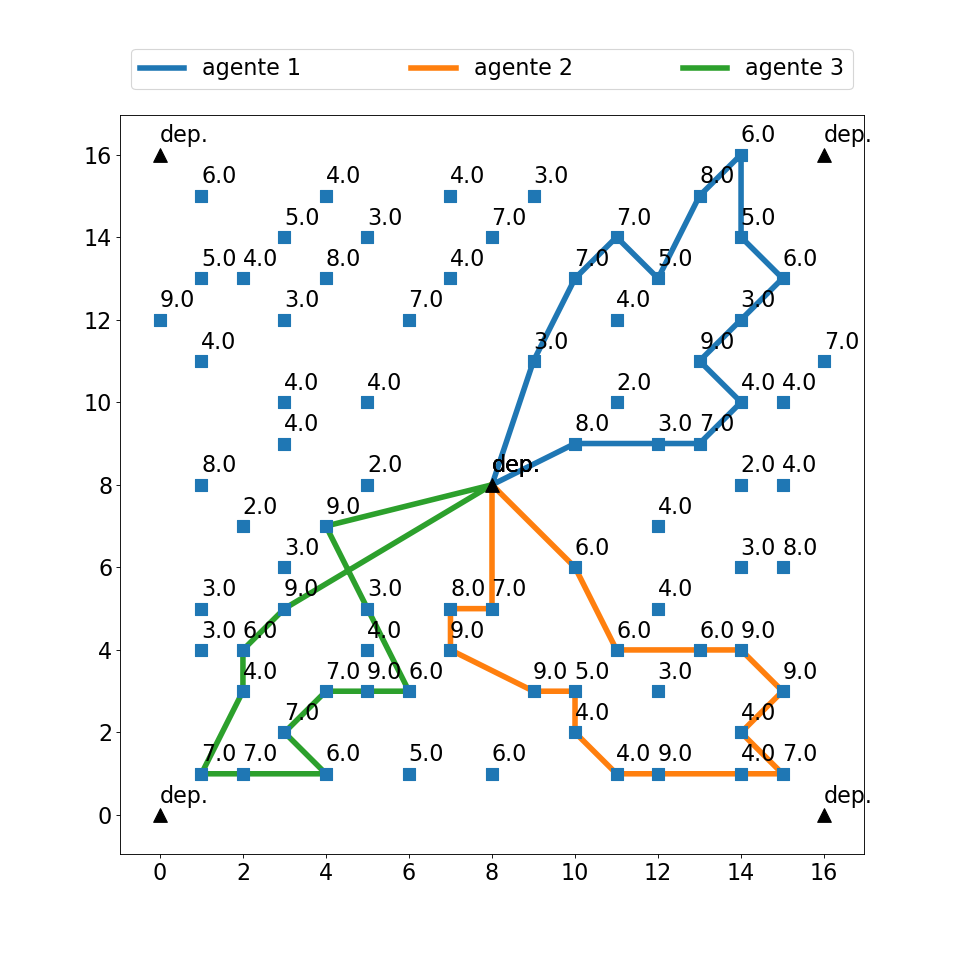 agente 1 agente 2 agente 3
dep. 6.0 dep.
6.0 4.0 4.0 3.0 8.0
5.0 3.0 7.0 7.0 5.0
5.0 4.0 8.0 4.0 7.0 5.0 6.0
9.0 3.0 7.0 4.0 3.0
4.0 3.0 9.0 7.0
4.0 4.0 2.0 4.0 4.0
4.0 8.0 3.0 7.0
8.0 2.0 dep. 2.0 4.0
2.0 9.0 4.0
3.0 6.0 3.0 8.0
3.0 9.0 3.0 8.0 7.0 4.0
3.0 6.0 4.0 9.0 6.0 6.0 9.0
4.0 7.0 9.0 6.0 9.0 5.0 3.0 9.0
7.0 4.0 4.0
7.0 7.0 6.0 5.0 6.0 4.0 9.0 4.0 7.0
dep. dep.
16
14
12
10
8
6
4
2
0
0 2 4 6 8 10 12 14 16